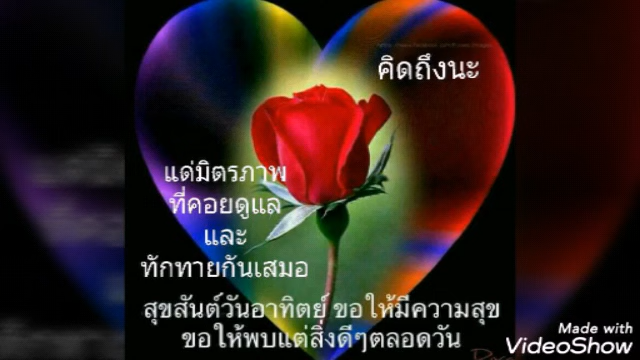 คิดถึงนะ
แด่มิตรภาพ
ที่คอยดูแล
และ
ทักทายกันเสมอ
สุขสันต์วันอาทิตย์ ขอให้มีความสุข
ขอให้พบแต่สิ่งดีๆตลอดวัน
Made with
VideoShow